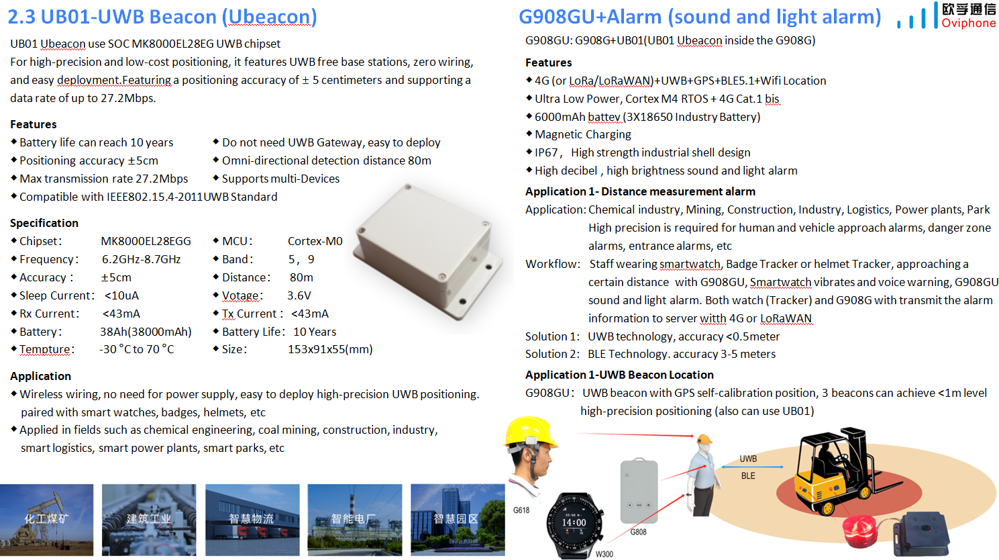 2.3 UB01-UWB Beacon (Ubeacon)
UB01 Ubeacon use SOC MK8000EL28EG UWB chipset
For high-precision and low-cost positioning, it features UWB free base stations, zero wiring,
and easy deplovment.Featuring a positioning accuracy of ± 5 centimeters and supporting a
data rate of up to 27.2Mbps.
Features
◆ Battery life can reach 10 years
◆ Do not need UWB Gateway, easy to deploy
◆ Positioning accuracy ±5cm
◆ Omni-directional detection distance 80m
◆ Max transmission rate 27.2Mbps
◆ Supports multi-Devices
◆ Compatible with IEEE802.15.4-2011UWB Standard
Specification
◆ Chipset: MK8000EL28EGG
◆ MCU: Cortex-M0
◆ Frequency: 6.2GHz-8.7GHz
◆ Band: 5, 9
◆ Accuracy : ±5cm
◆ Distance: 80m
◆ Sleep Current: <10uA
◆ Votage: 3.6V
◆ Rx Current: <43mA
◆ Tx Current : <43mA
◆ Battery: 38Ah(38000mAh)
◆ Battery Life: 10 Years
◆ Tempture: -30 °C to 70 °C
◆ Size: 153x91x55(mm)
Application
◆ Wireless wiring, no need for power supply, easy to deploy high-precision UWB positioning.
paired with smart watches, badges, helmets, etc
◆ Applied in fields such as chemical engineering, coal mining, construction, industry,
smart logistics, smart power plants, smart parks, etc
化工煤矿
建筑工业
智慧物流
智能电厂
智慧园区
G908GU+Alarm (sound and light alarm)
欧孚通信
Oviphone
G908GU: G908G+UB01(UB01 Ubeacon inside the G908G)
Features
◆ 4G (or LoRa/LoRaWAN)+UWB+GPS+BLE5.1+Wifi Location
◆ Ultra Low Power, Cortex M4 RTOS + 4G Cat.1 bis
◆ 6000mAh battev (3X18650 Industry Battery)
◆ Magnetic Charging
◆ IP67, High strength industrial shell design
◆ High decibel , high brightness sound and light alarm
Application 1- Distance measurement alarm
Application: Chemical industry, Mining, Construction, Industry, Logistics, Power plants, Park
High precision is required for human and vehicle approach alarms, danger zone
alarms, entrance alarms, etc
Workflow: Staff wearing smartwatch, Badge Tracker or helmet Tracker, approaching a
certain distance with G908GU, Smartwatch vibrates and voice warning, G908GU
sound and light alarm. Both watch (Tracker) and G908G with transmit the alarm
information to server witth 4G or LoRaWAN
Solution 1: UWB technology, accuracy <0.5meter
Solution 2: BLE Technology. accuracy 3-5 meters
Application 1-UWB Beacon Location
G908GU: UWB beacon with GPS self-calibration position, 3 beacons can achieve <1m level
high-precision positioning (also can use UB01)
UWB
BLE
G618
14:00
G808
W300